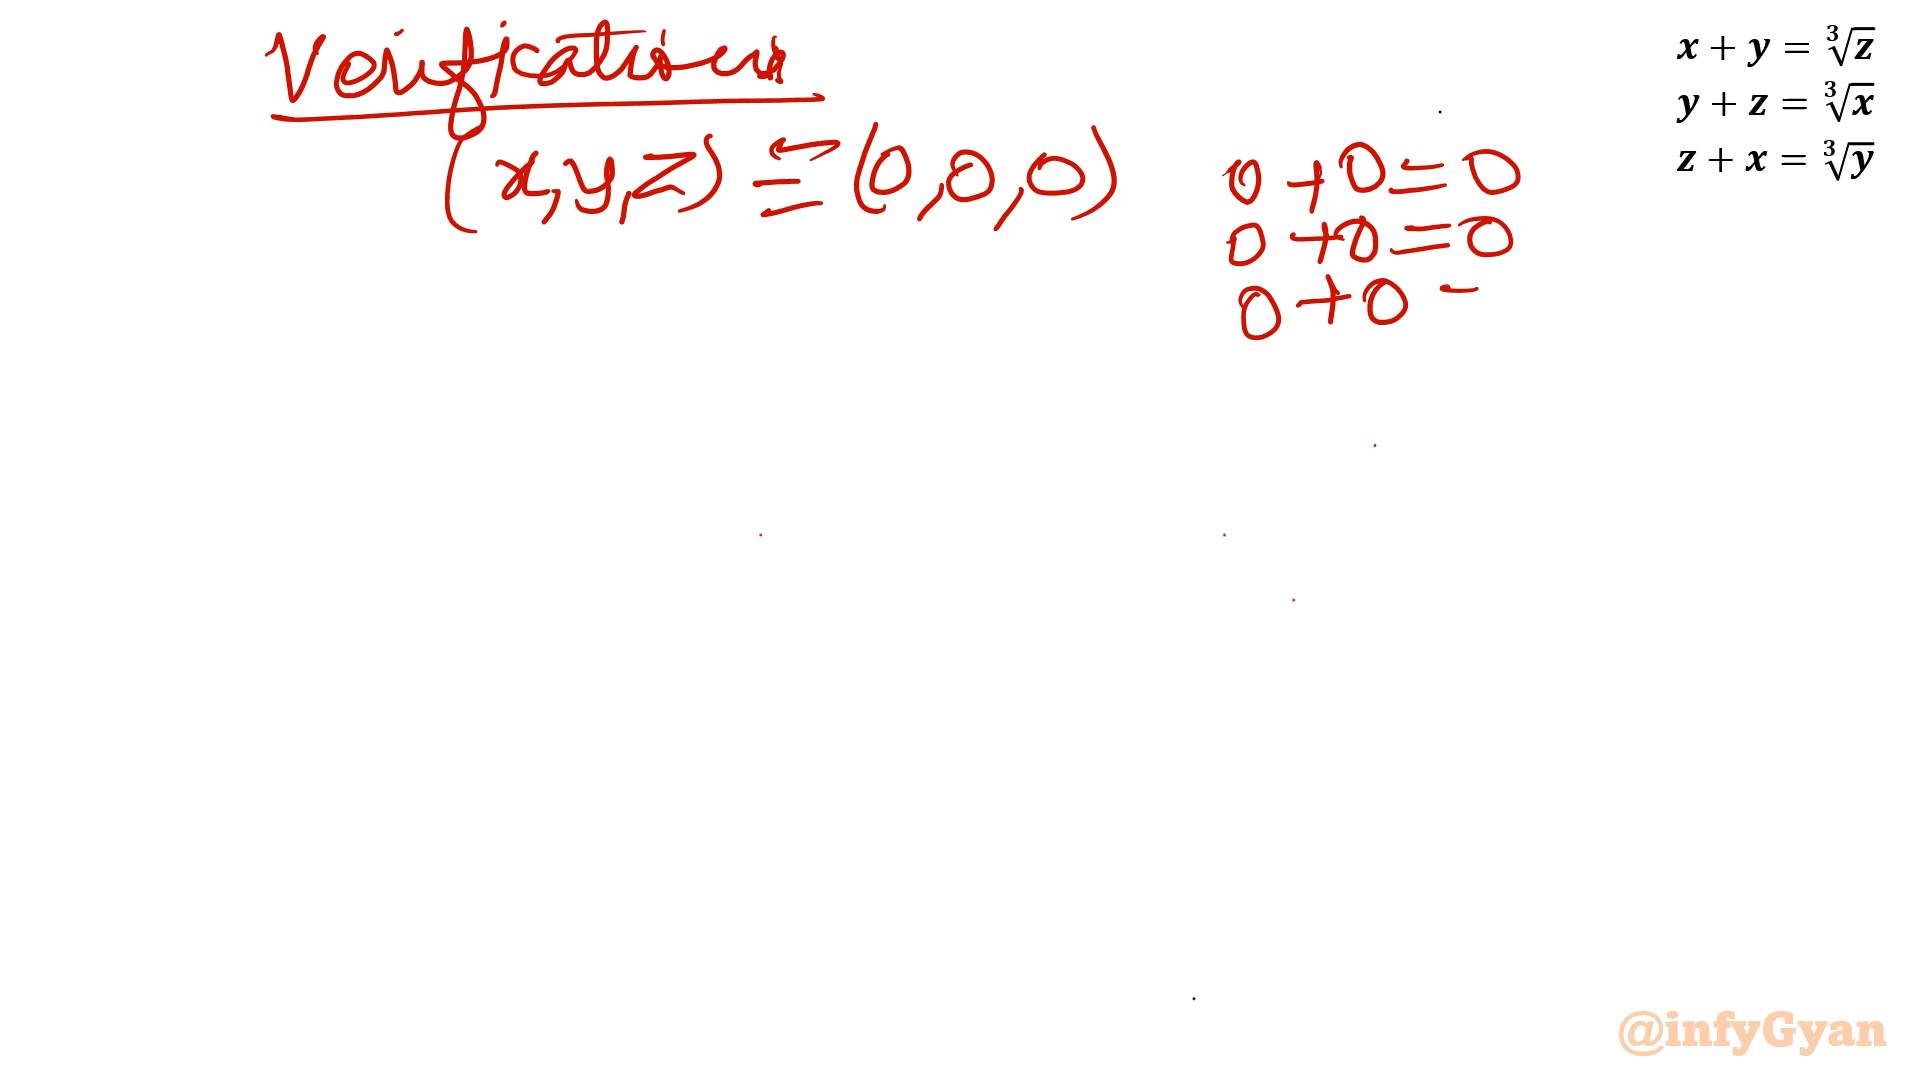 Verification
(x,y,z) ≡ (0,0,0)
0+0=0
0+0=0
0+0 -
x + y = ∛z
y + z = ∛x
z + x = ∛y
@infyGyan